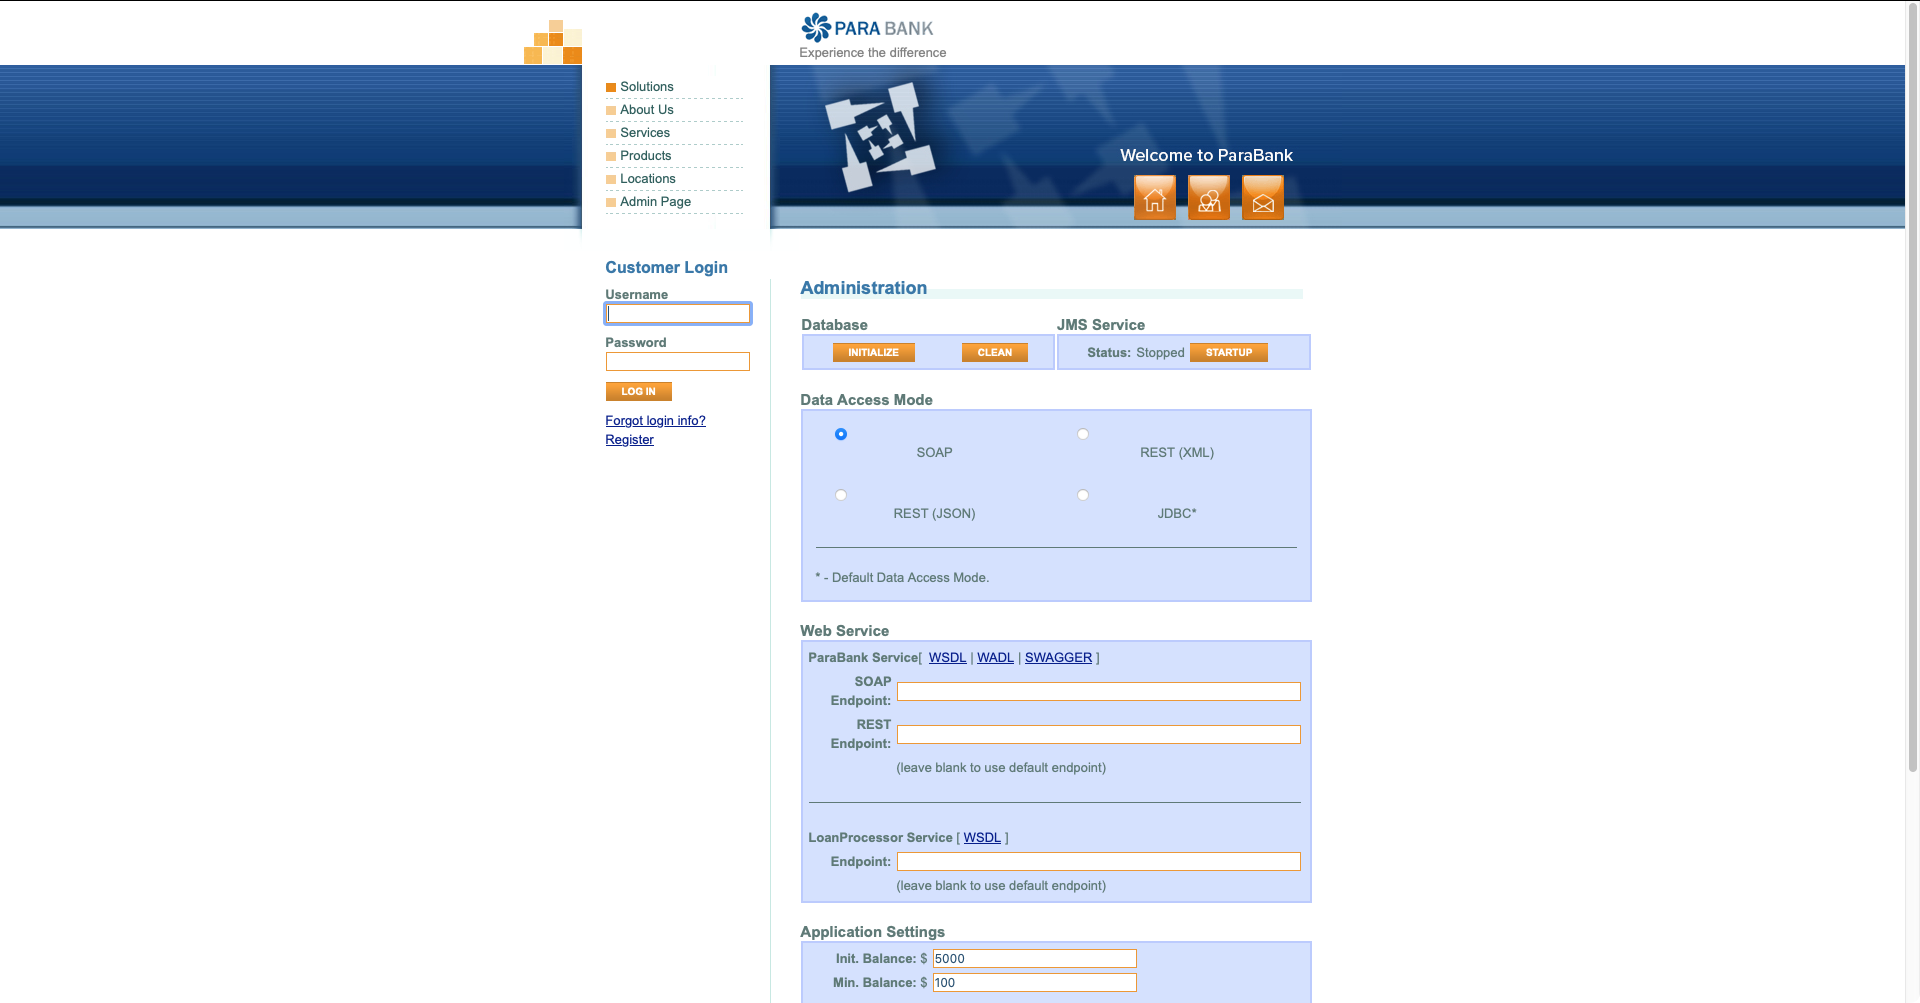 PARA BANK
Experience the difference
Solutions
About Us
Services
Products
Locations
Admin Page
Welcome to ParaBank
Customer Login
Username
Password
LOG IN
Forgot login info?
Register
Administration
Database
INITIALIZE
CLEAN
JMS Service
Status: Stopped
STARTUP
Data Access Mode
SOAP
REST (XML)
REST (JSON)
JDBC*
* - Default Data Access Mode.
Web Service
ParaBank Service[ WSDL | WADL | SWAGGER ]
SOAP
Endpoint:
REST
Endpoint:
(leave blank to use default endpoint)
LoanProcessor Service [ WSDL ]
Endpoint:
(leave blank to use default endpoint)
Application Settings
Init. Balance: $ 5000
Min. Balance: $ 100